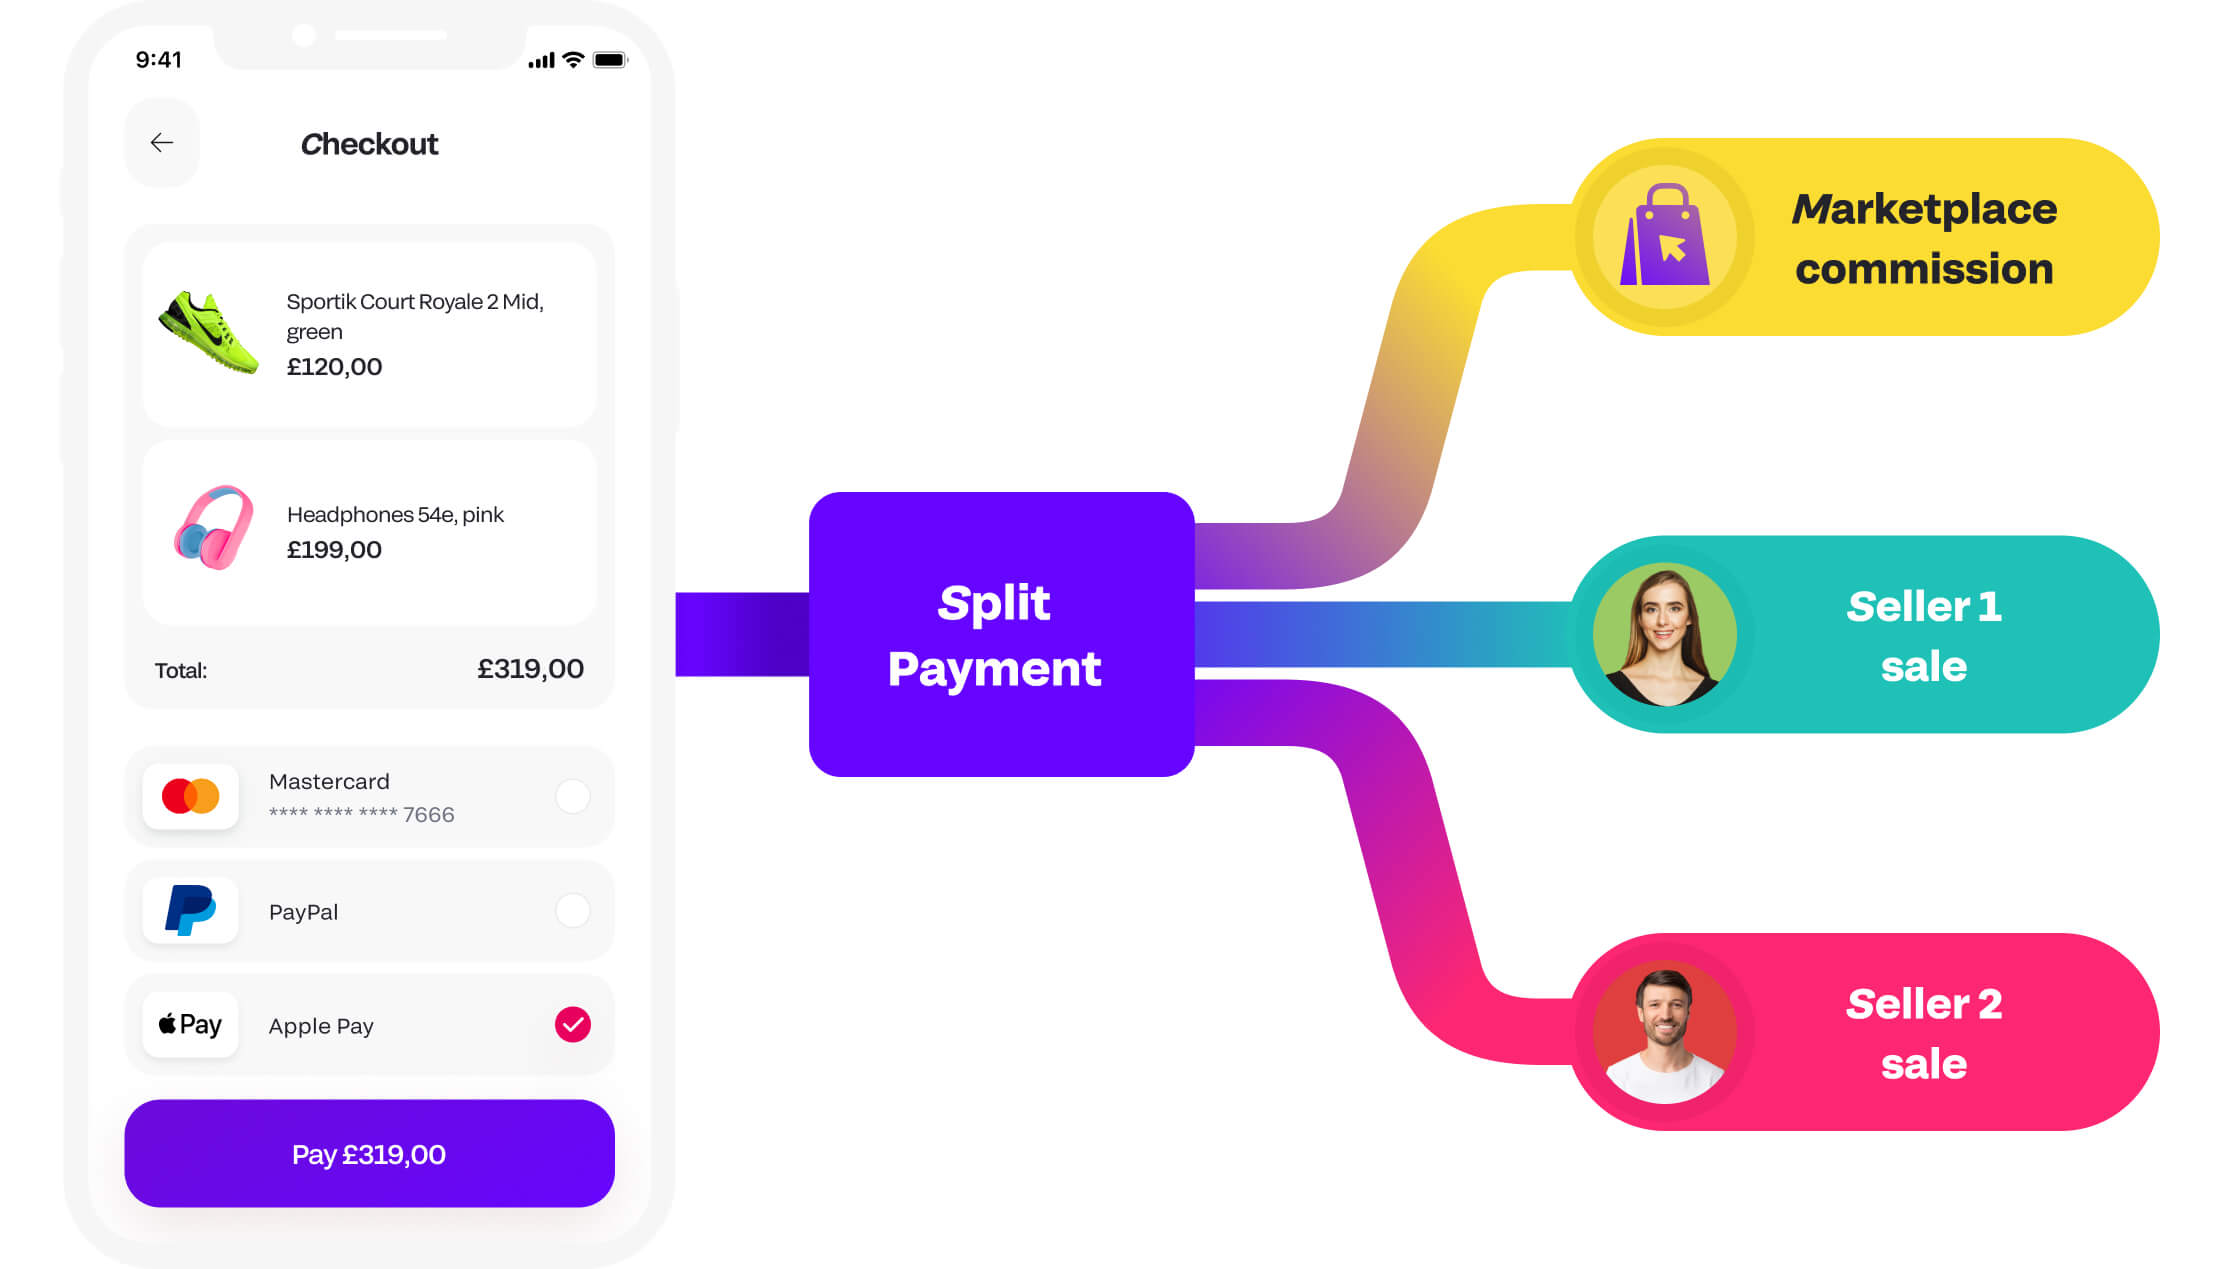 9:41
Checkout
Sportik Court Royale 2 Mid,
green
£120,00
Headphones 54e, pink
£199,00
Total:
£319,00
Mastercard
**** **** **** 7666
PayPal
Pay
Apple Pay
Pay £319,00
Split
Payment
Marketplace
commission
Seller 1
sale
Seller 2
sale